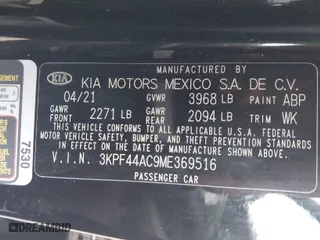 MANUFACTURED BY
KIA KIA MOTORS MEXICO S.A. DE C.V.
04/21 GVWR 3968 LB PAINT ABP
GAWR FRONT 2271 LB GAWR REAR 2094 LB TRIM WK
THIS VEHICLE CONFORMS TO ALL APPLICABLE U.S. FEDERAL
MOTOR VEHICLE SAFETY, BUMPER, AND THEFT PREVENTION
STANDARDS IN EFFECT ON THE DATE OF MANUFACTURE SHOWN ABOVE.
V.I.N. 3KPF44AC9ME369516
PASSENGER CAR
7530